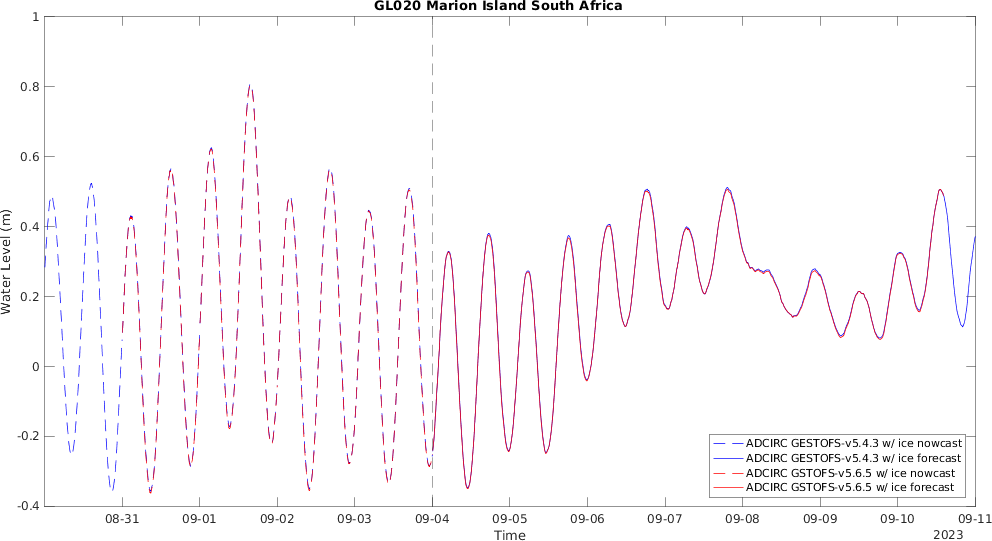 GL020 Marion Island South Africa
1
0.8
0.6
0.4
0.2
0
-0.2
-0.4
Water Level (m)
08-31 09-01 09-02 09-03 09-04 09-05 09-06 09-07 09-08 09-09 09-10 09-11
Time
2023
ADCIRC GESTOFS-v5.4.3 w/ ice nowcast
ADCIRC GESTOFS-v5.4.3 w/ ice forecast
ADCIRC GSTOFS-v5.6.5 w/ ice nowcast
ADCIRC GSTOFS-v5.6.5 w/ ice forecast